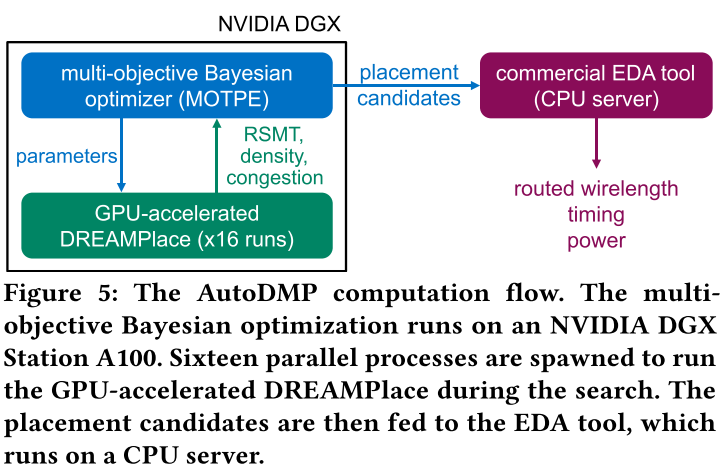 NVIDIA DGX
multi-objective Bayesian
optimizer (MOTPE)
placement
candidates
commercial EDA tool
(CPU server)
parameters
RSMT,
density,
congestion
GPU-accelerated
DREAMPlace (x16 runs)
routed wirelength
timing
power
Figure 5: The AutoDMP computation flow. The multi-
objective Bayesian optimization runs on an NVIDIA DGX
Station A100. Sixteen parallel processes are spawned to run
the GPU-accelerated DREAMPlace during the search. The
placement candidates are then fed to the EDA tool, which
runs on a CPU server.